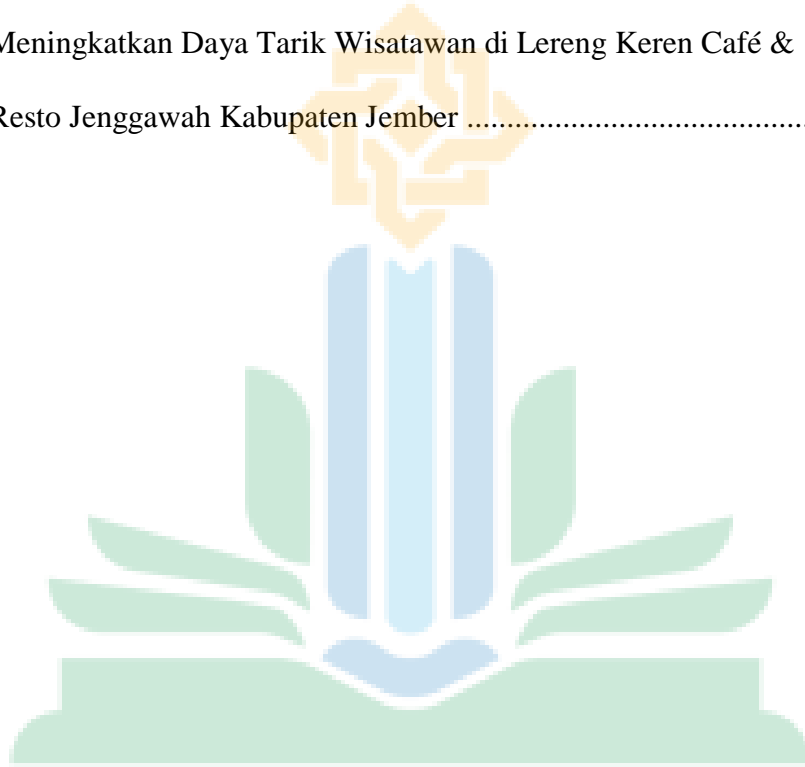 Meningkatkan Daya Tarik Wisatawan di Lereng Keren Café &
Resto Jenggawah Kabupaten Jember ..........................................